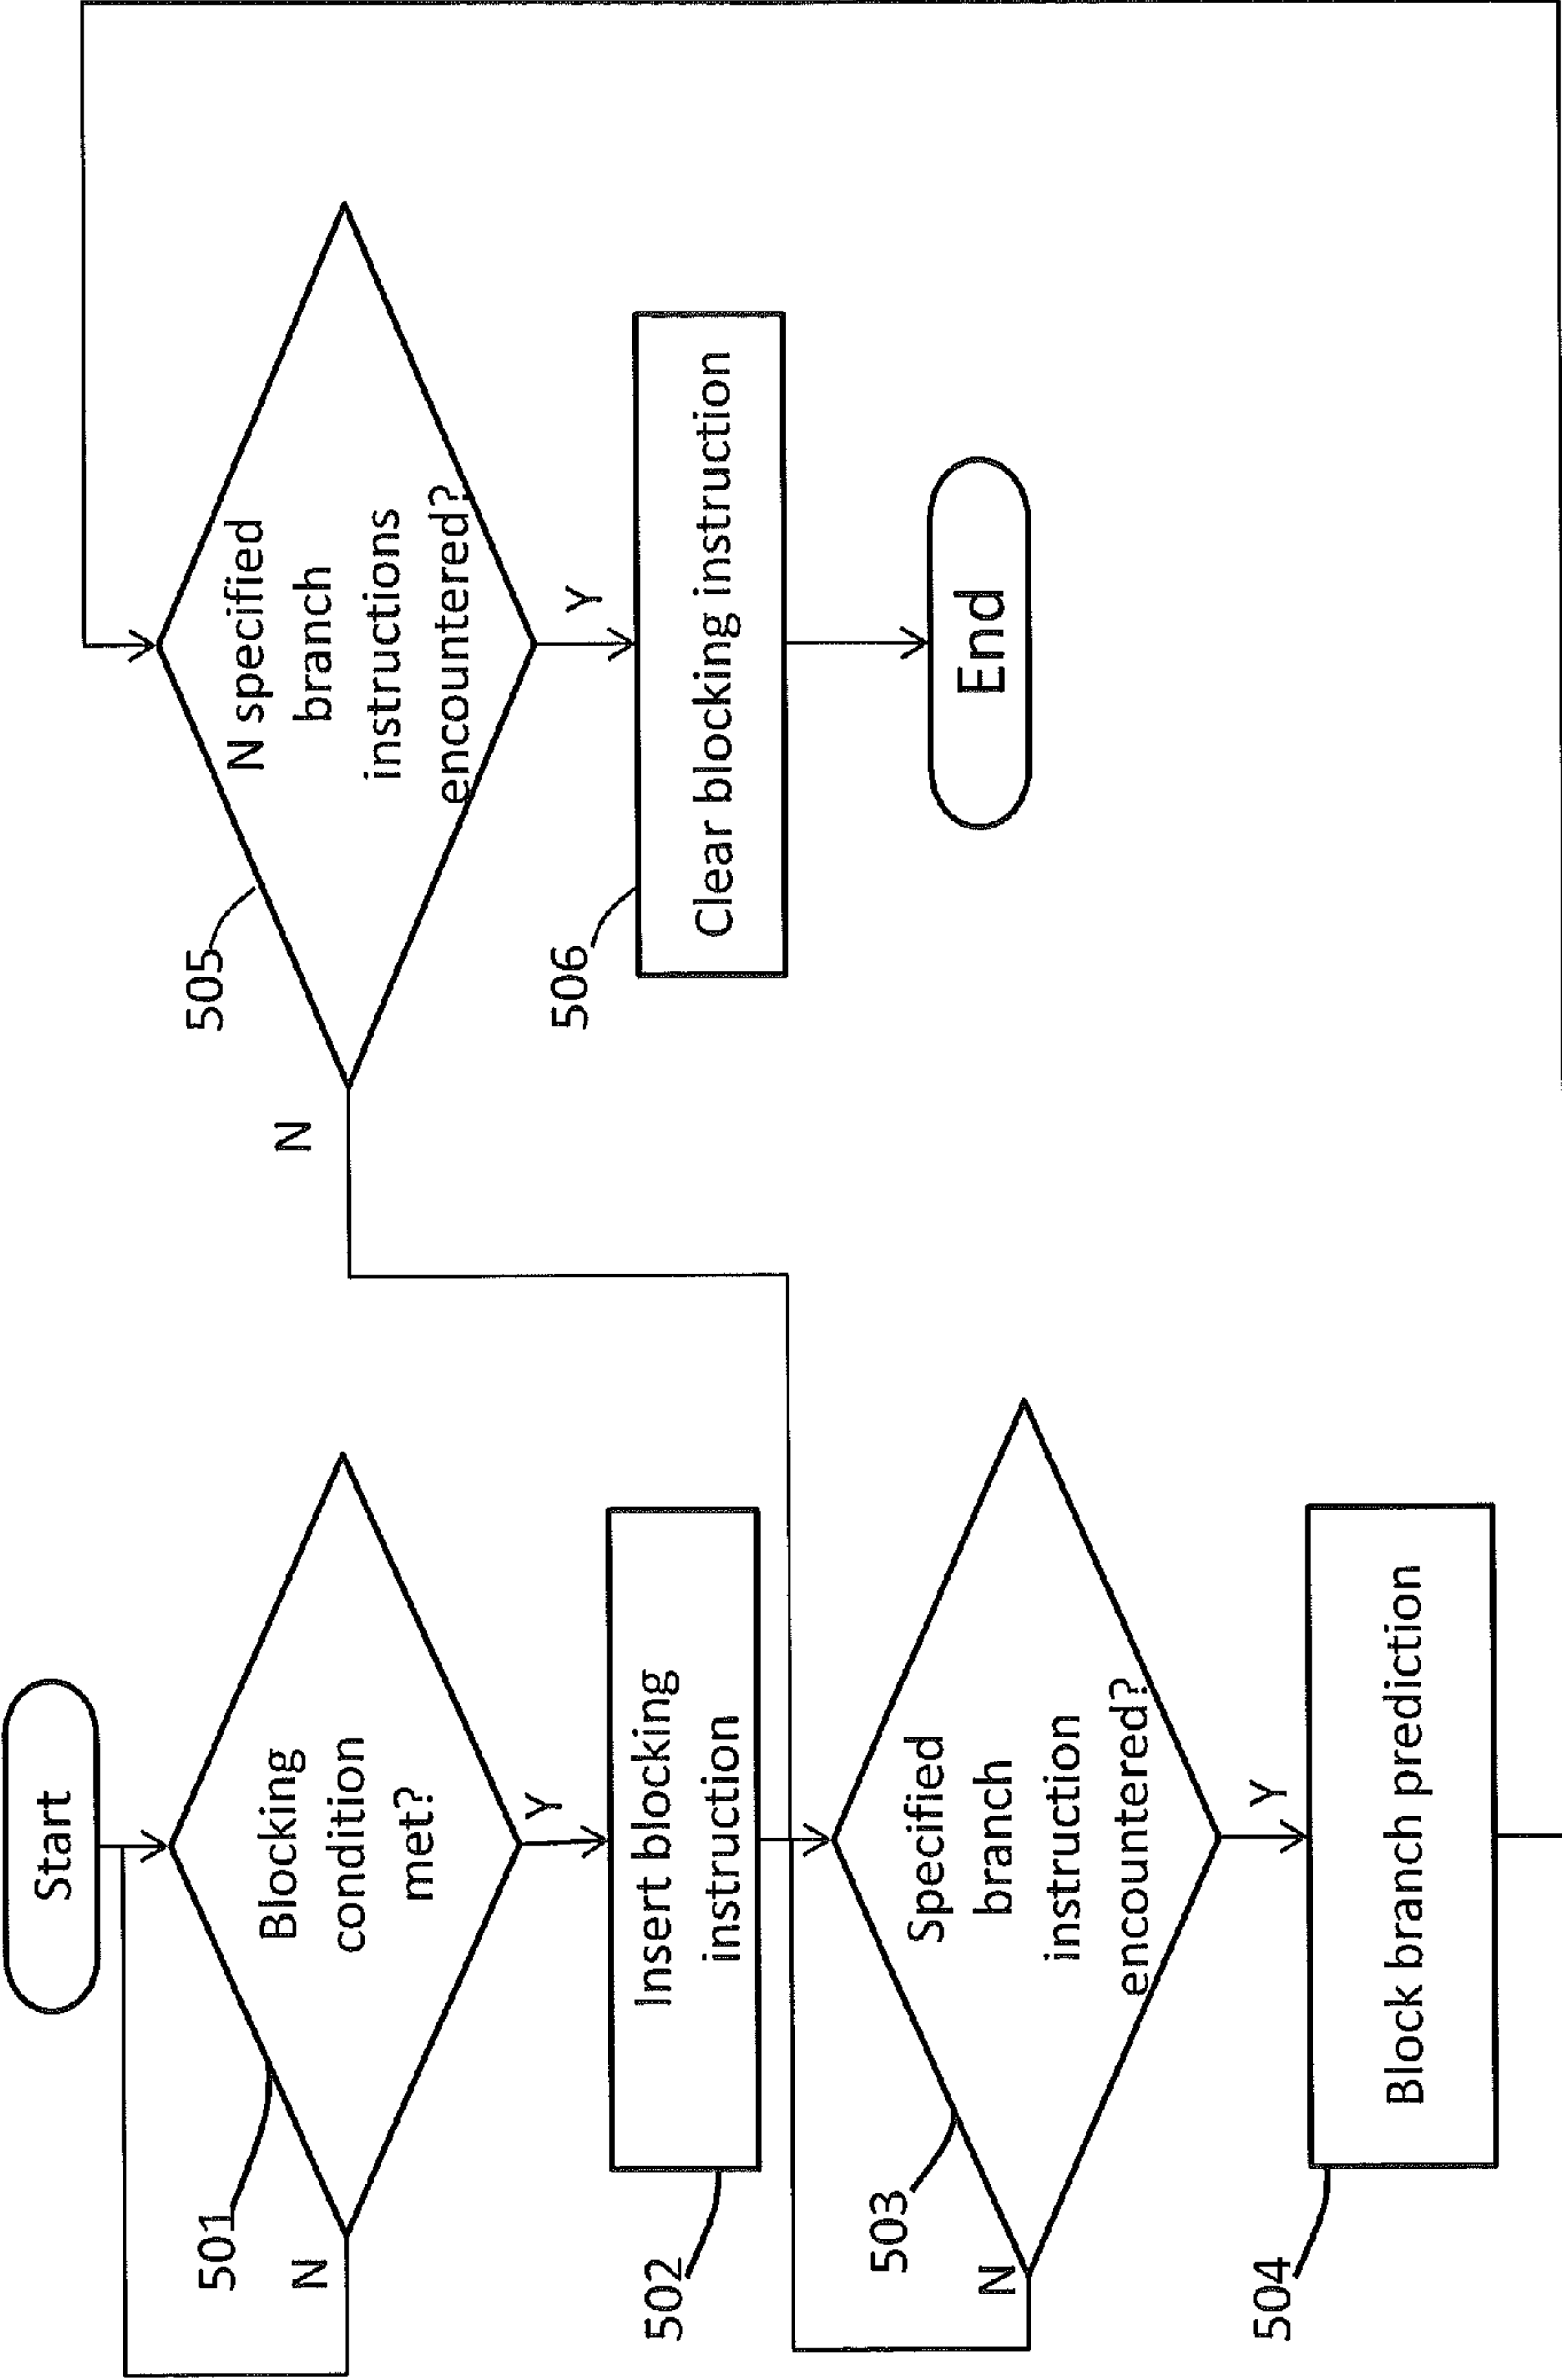 Start
501
Blocking
condition
met?
N
Y
502
Insert blocking
instruction
503
Specified
branch
instruction
encountered?
N
Y
504
Block branch prediction
505
N specified
branch
instructions
encountered?
N
Y
506
Clear blocking instruction
End